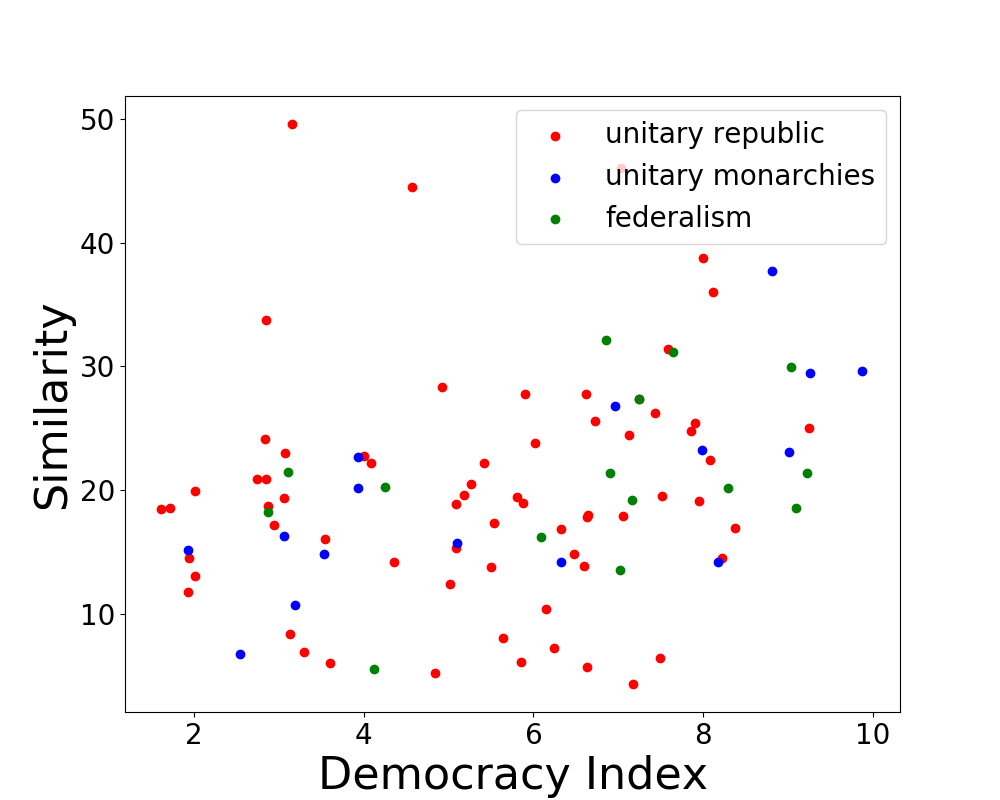 50
40
30
20
10
Similarity
unitary republic
unitary monarchies
federalism
2 4 6 8 10
Democracy Index